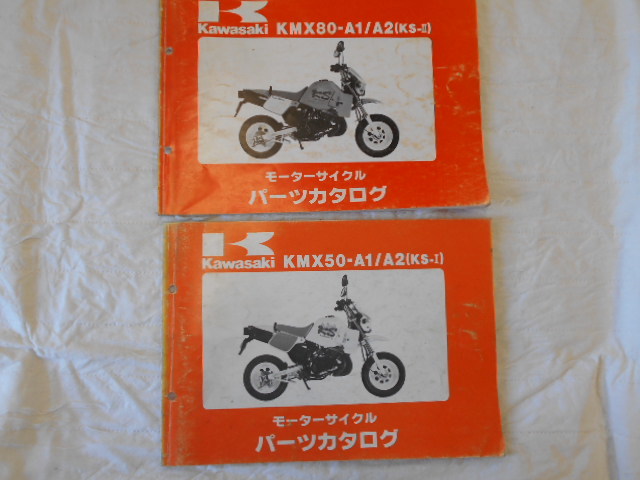 Kawasaki KMX80-A1/A2(KS-II)
モーターサイクル
パーツカタログ
Kawasaki KMX50-A1/A2(KS-I)
モーターサイクル
パーツカタログ